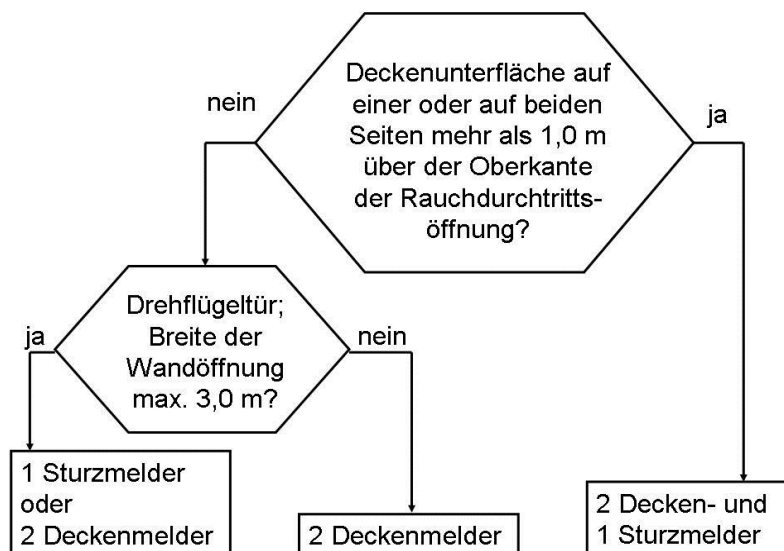 Deckenunterfläche auf
einer oder auf beiden
Seiten mehr als 1,0 m
über der Oberkante
der Rauchdurchtritts-
öffnung?
nein
ja
Drehflügeltür;
Breite der
Wandöffnung
max. 3,0 m?
ja
nein
1 Sturzmelder
oder
2 Deckenmelder
2 Deckenmelder
2 Decken- und
1 Sturzmelder